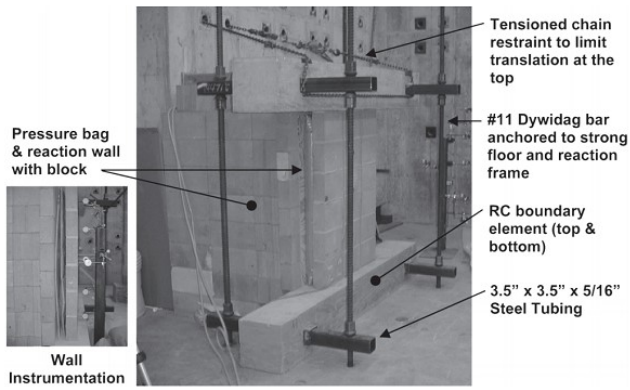 Tensioned chain
restraint to limit
translation at the
top
Pressure bag
& reaction wall
with block
#11 Dywidag bar
anchored to strong
floor and reaction
frame
RC boundary
element (top &
bottom)
3.5” x 3.5” x 5/16”
Steel Tubing
Wall
Instrumentation